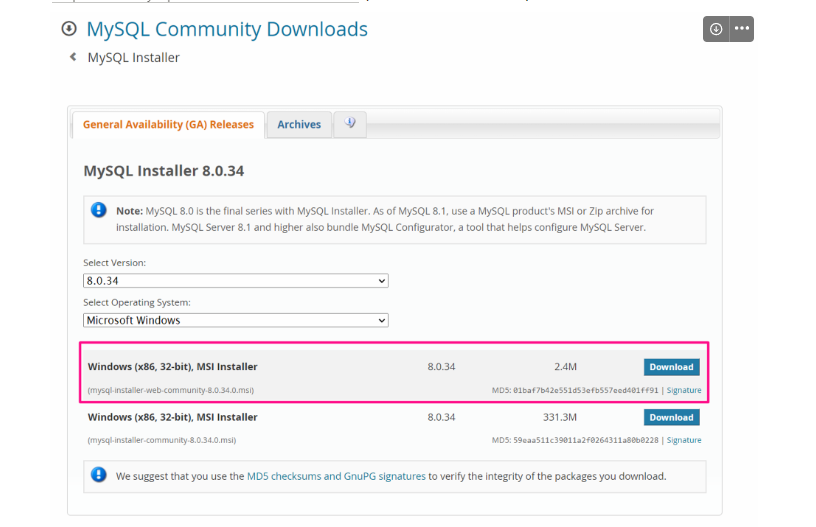 MySQL Community Downloads
MySQL Installer
General Availability (GA) Releases
Archives
MySQL Installer 8.0.34
Note: MySQL 8.0 is the final series with MySQL Installer. As of MySQL 8.1, use a MySQL product's MSI or Zip archive for
installation. MySQL Server 8.1 and higher also bundle MySQL Configurator, a tool that helps configure MySQL Server.
Select Version:
8.0.34
Select Operating System:
Microsoft Windows
Windows (x86, 32-bit), MSI Installer 8.0.34 2.4M Download
(mysql-installer-web-community-8.0.34.0.msi) MD5: 01baf7b42e551d53efb557eed401ff91 | Signature
Windows (x86, 32-bit), MSI Installer 8.0.34 331.3M Download
(mysql-installer-community-8.0.34.0.msi) MD5: 59eaa511c39011a2f0264311a80b0228 | Signature
We suggest that you use the MD5 checksums and GnuPG signatures to verify the integrity of the packages you download.